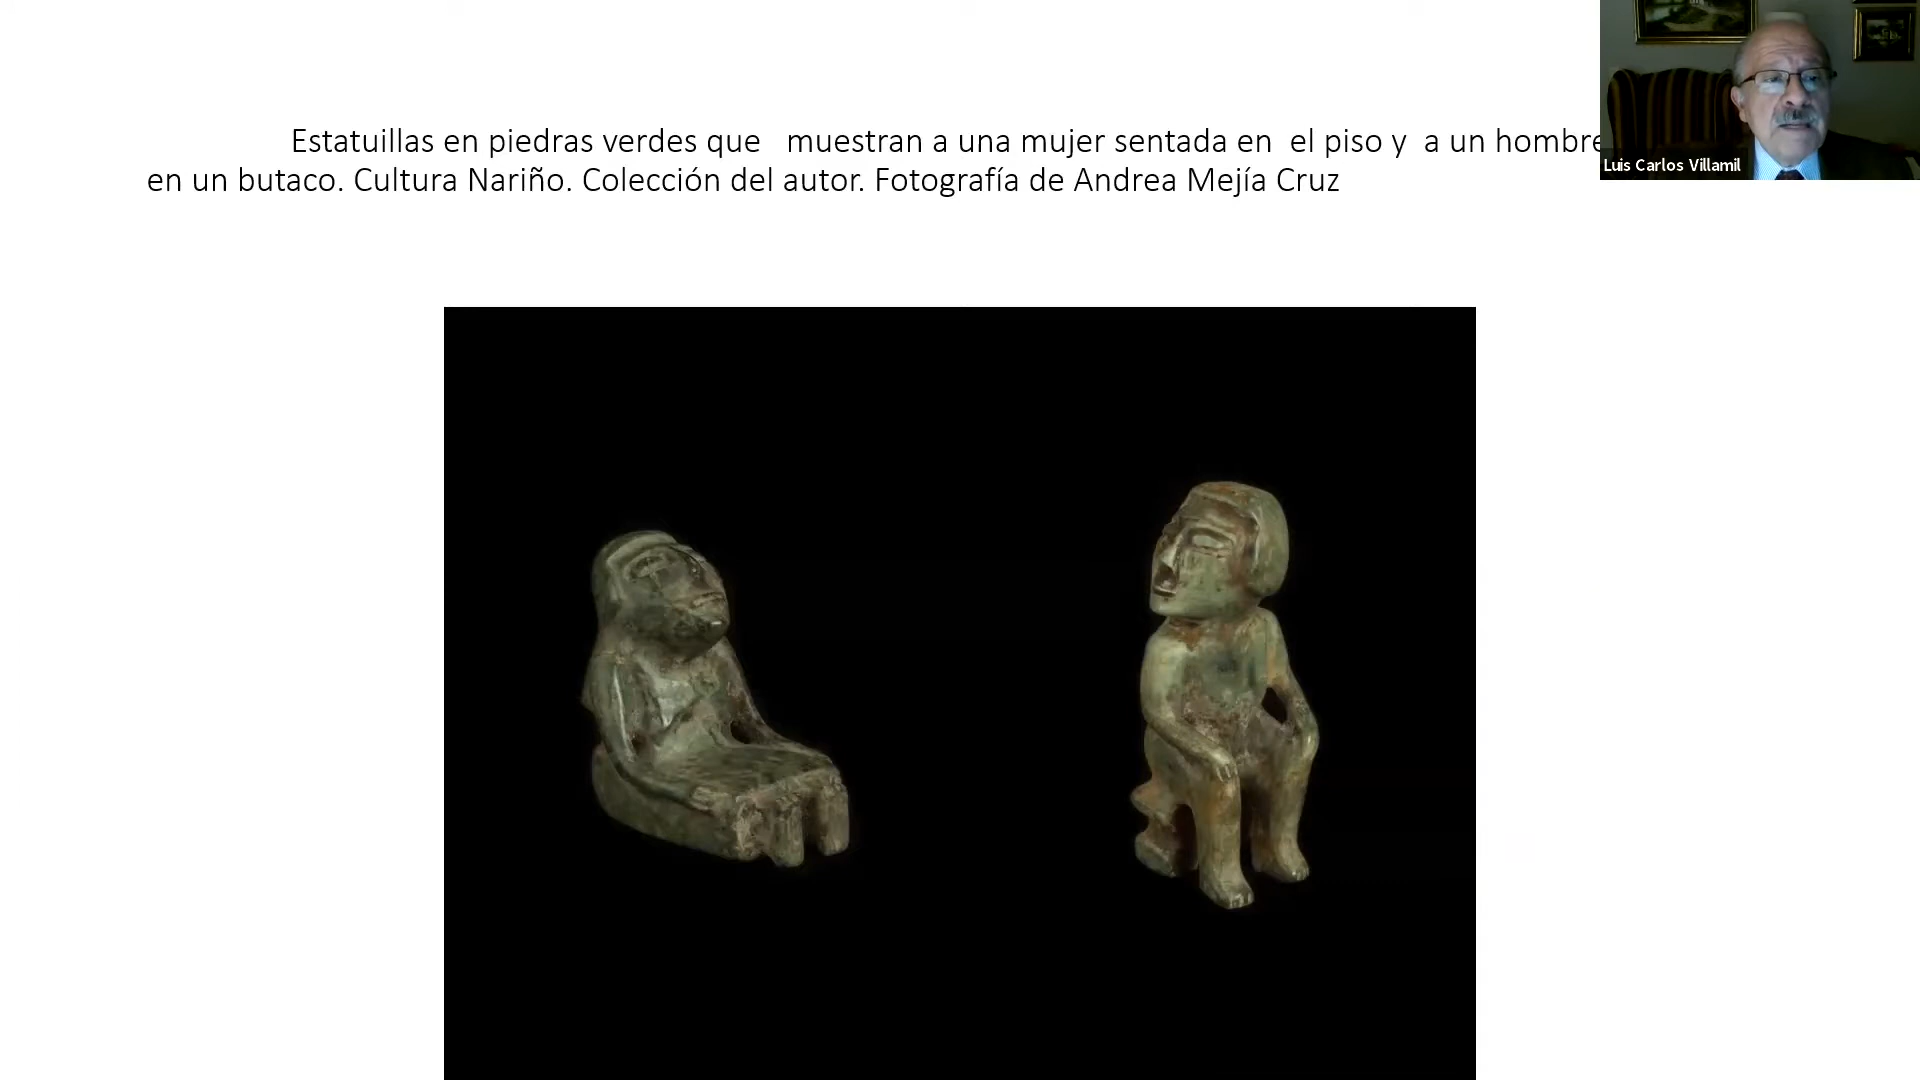 Estatuillas en piedras verdes que muestran a una mujer sentada en el piso y a un hombre
en un butaco. Cultura Nariño. Colección del autor. Fotografía de Andrea Mejía Cruz
Luis Carlos Villamil